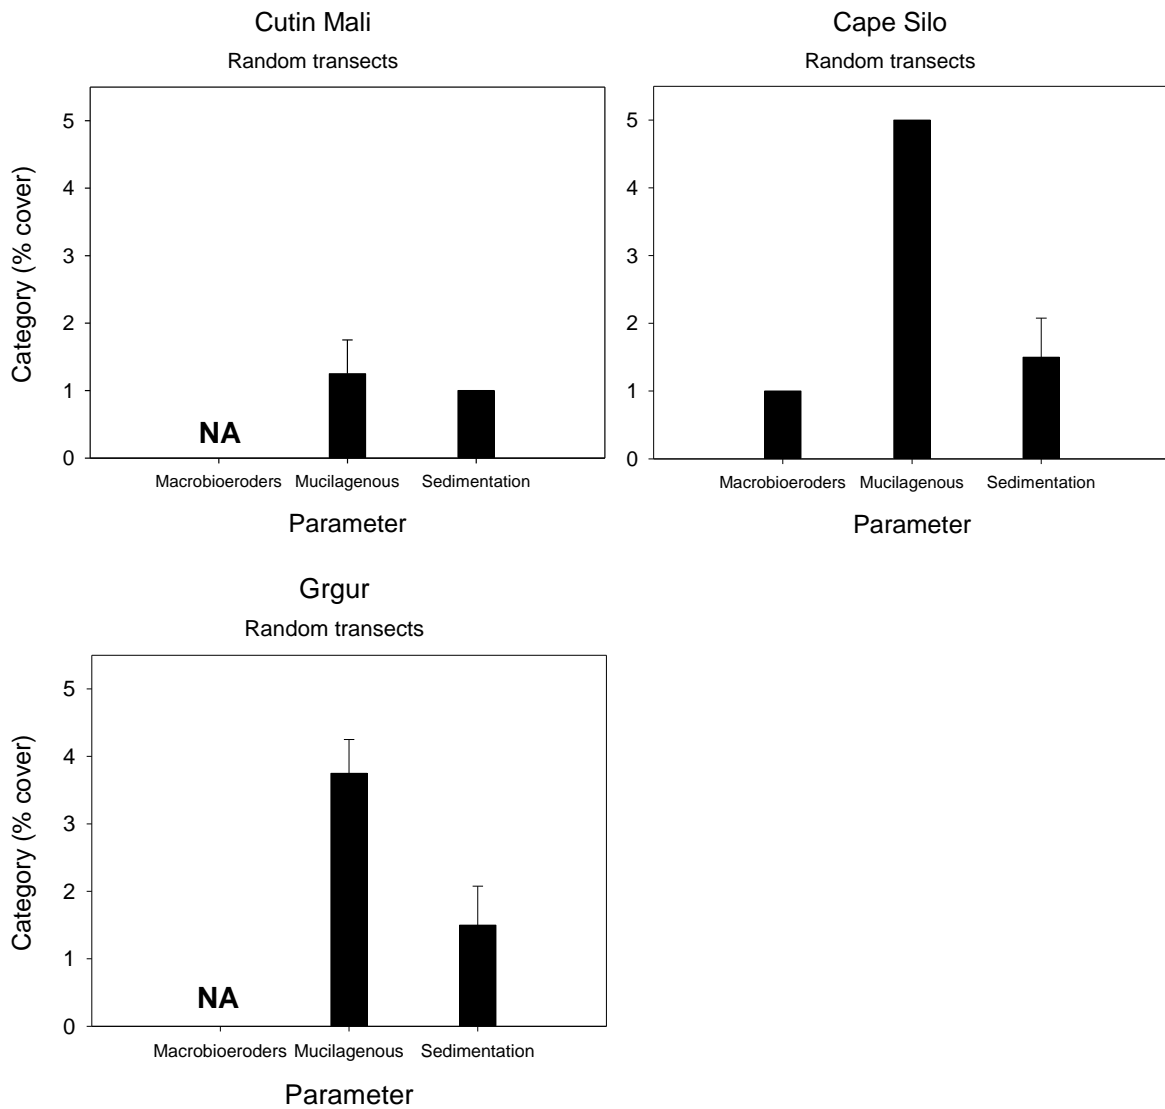 Cutin Mali
Random transects
Category (% cover)
5
4
3
2
1
0
NA
Macrobioeroders Mucilagenous Sedimentation
Parameter
Cape Silo
Random transects
5
4
3
2
1
0
Macrobioeroders Mucilagenous Sedimentation
Parameter
Grgur
Random transects
Category (% cover)
5
4
3
2
1
0
NA
Macrobioeroders Mucilagenous Sedimentation
Parameter